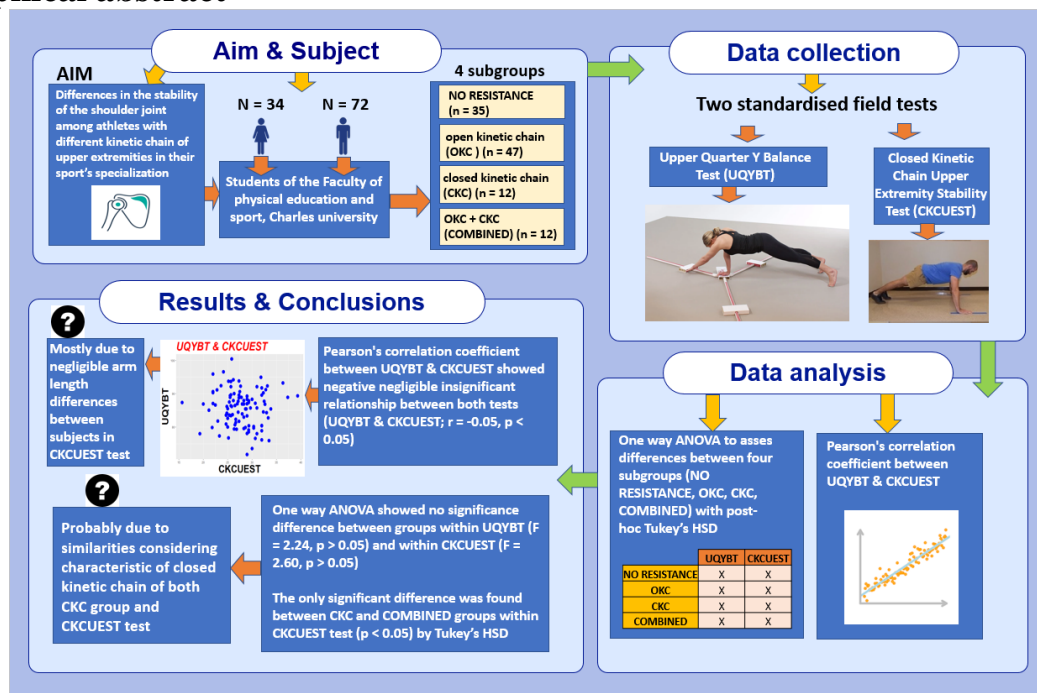 Aim & Subject
AIM
Differences in the stability
of the shoulder joint
among athletes with
different kinetic chain of
upper extremities in their
sport's specialization
N = 34
N = 72
Students of the Faculty of
physical education and
sport, Charles university
4 subgroups
NO RESISTANCE
(n = 35)
open kinetic chain
(OKC ) (n = 47)
closed kinetic chain
(CKC) (n = 12)
OKC + CKC
(COMBINED) (n = 12)
Data collection
Two standardised field tests
Upper Quarter Y Balance
Test (UQYBT)
Closed Kinetic
Chain Upper
Extremity Stability
Test (CKCUEST)
Data analysis
One way ANOVA to asses
differences between four
subgroups (NO
RESISTANCE, OKC, CKC,
COMBINED) with post-
hoc Tukey's HSD
UQYBT CKCUEST
NO RESISTANCE X X
OKC X X
CKC X X
COMBINED X X
Pearson's correlation
coefficient between
UQYBT & CKCUEST
Results & Conclusions
?
Mostly due to
negligible arm
length
differences
between
subjects in
CKCUEST test
UQYBT & CKCUEST
UQYBT
CKCUEST
Pearson's correlation coefficient
between UQYBT & CKCUEST showed
negative negligible insignificant
relationship between both tests
(UQYBT & CKCUEST; r = -0.05, p <
0.05)
?
Probably due to
similarities considering
characteristic of closed
kinetic chain of both
CKC group and
CKCUEST test
One way ANOVA showed no significance
difference between groups within UQYBT (F
= 2.24, p > 0.05) and within CKCUEST (F =
2.60, p > 0.05)
The only significant difference was found
between CKC and COMBINED groups within
CKCUEST test (p < 0.05) by Tukey's HSD